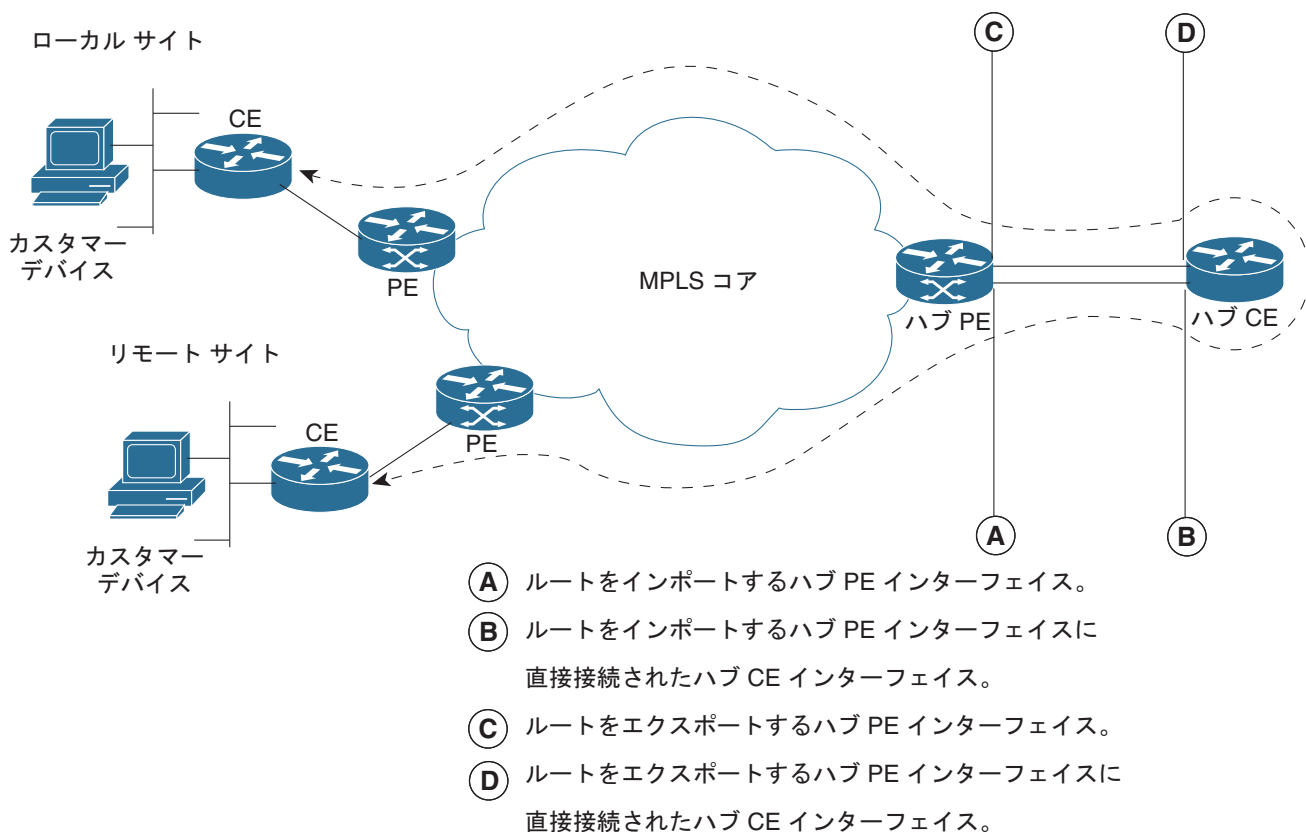 ローカル サイト
C
D
CE
カスタマー
デバイス
PE
MPLS コア
ハブ PE
ハブ CE
リモート サイト
CE
PE
カスタマー
デバイス
A
B
A ルートをインポートするハブ PE インターフェイス。
B ルートをインポートするハブ PE インターフェイスに
直接接続されたハブ CE インターフェイス。
C ルートをエクスポートするハブ PE インターフェイス。
D ルートをエクスポートするハブ PE インターフェイスに
直接接続されたハブ CE インターフェイス。